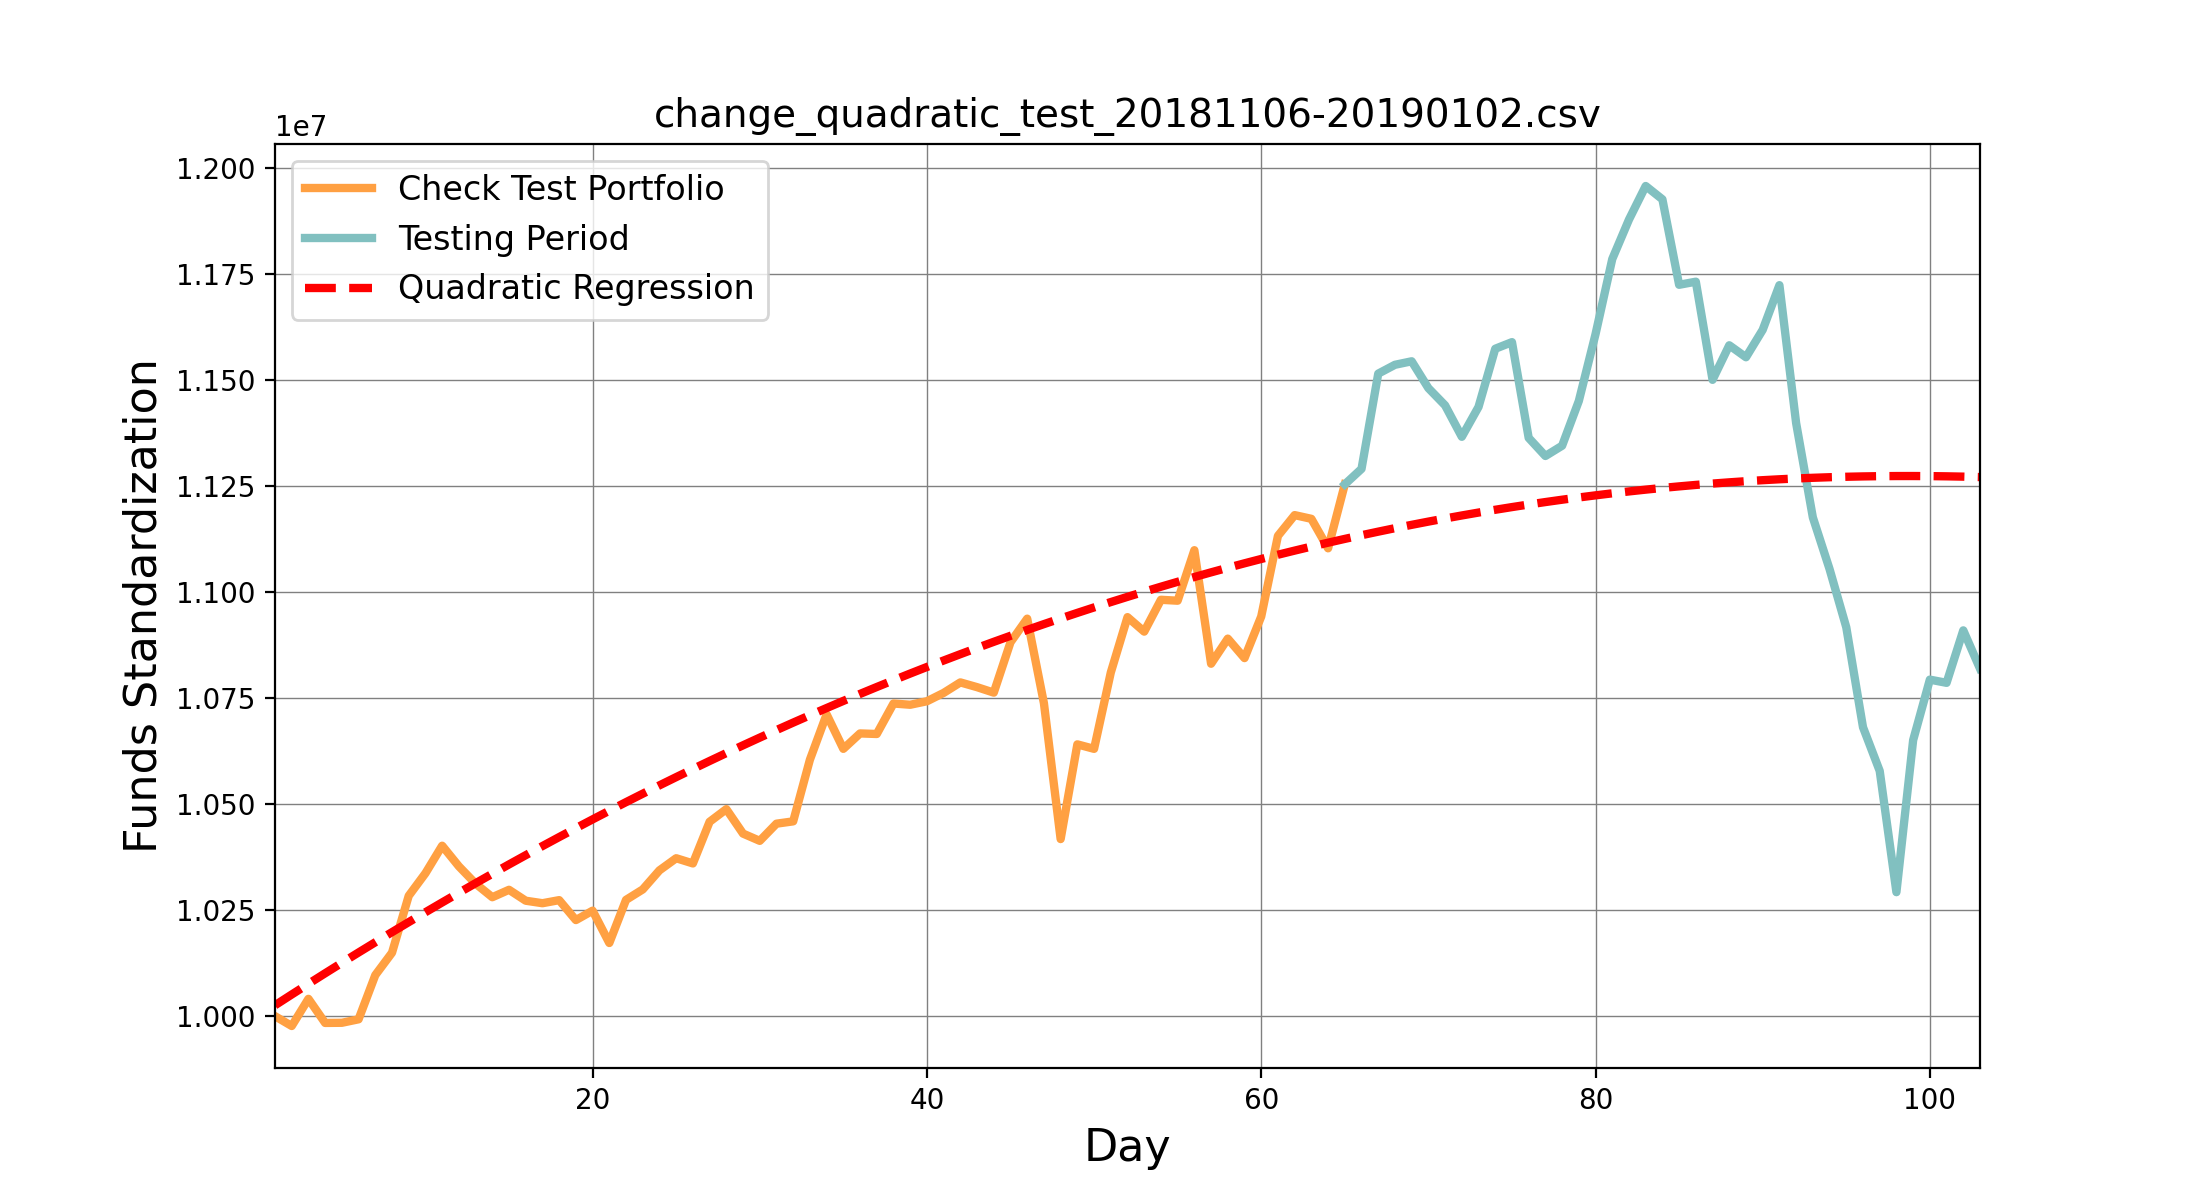 change_quadratic_test_20181106-20190102.csv
1e7
Check Test Portfolio
Testing Period
Quadratic Regression
1.200
1.175
1.150
1.125
1.100
1.075
1.050
1.025
1.000
Funds Standardization
20 40 60 80 100
Day